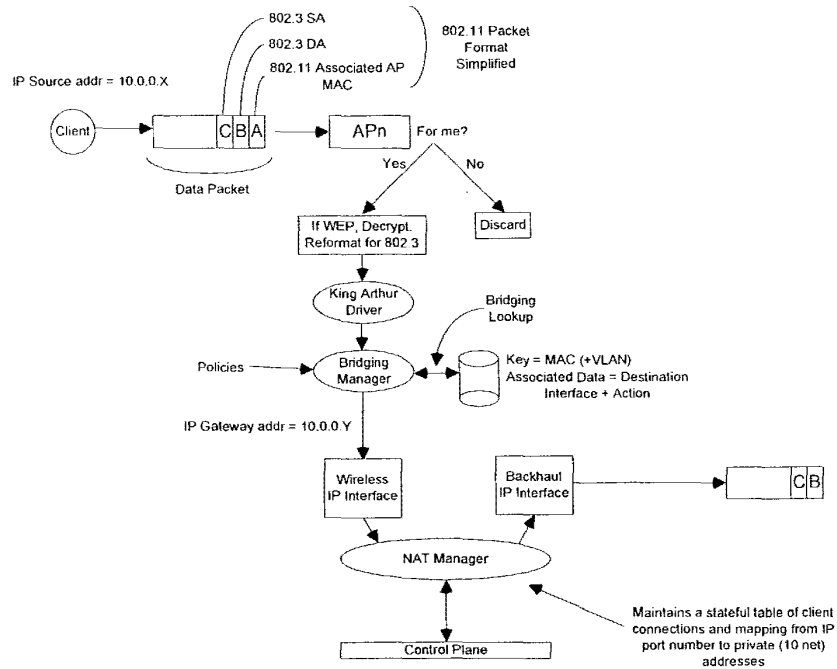 802.3 SA
802.3 DA
802.11 Associated AP
MAC
802.11 Packet
Format
Simplified
IP Source addr = 10.0.0.X
Client
C B A
APn
For me?
Yes
No
Data Packet
If WEP, Decrypt.
Reformat for 802.3
Discard
King Arthur
Driver
Bridging
Lookup
Policies
Bridging
Manager
Key = MAC (+VLAN)
Associated Data = Destination
Interface + Action
IP Gateway addr = 10.0.0.Y
Wireless
IP Interface
Backhaul
IP Interface
C B
NAT Manager
Maintains a stateful table of client
connections and mapping from IP
port number to private (10 net)
addresses
Control Plane